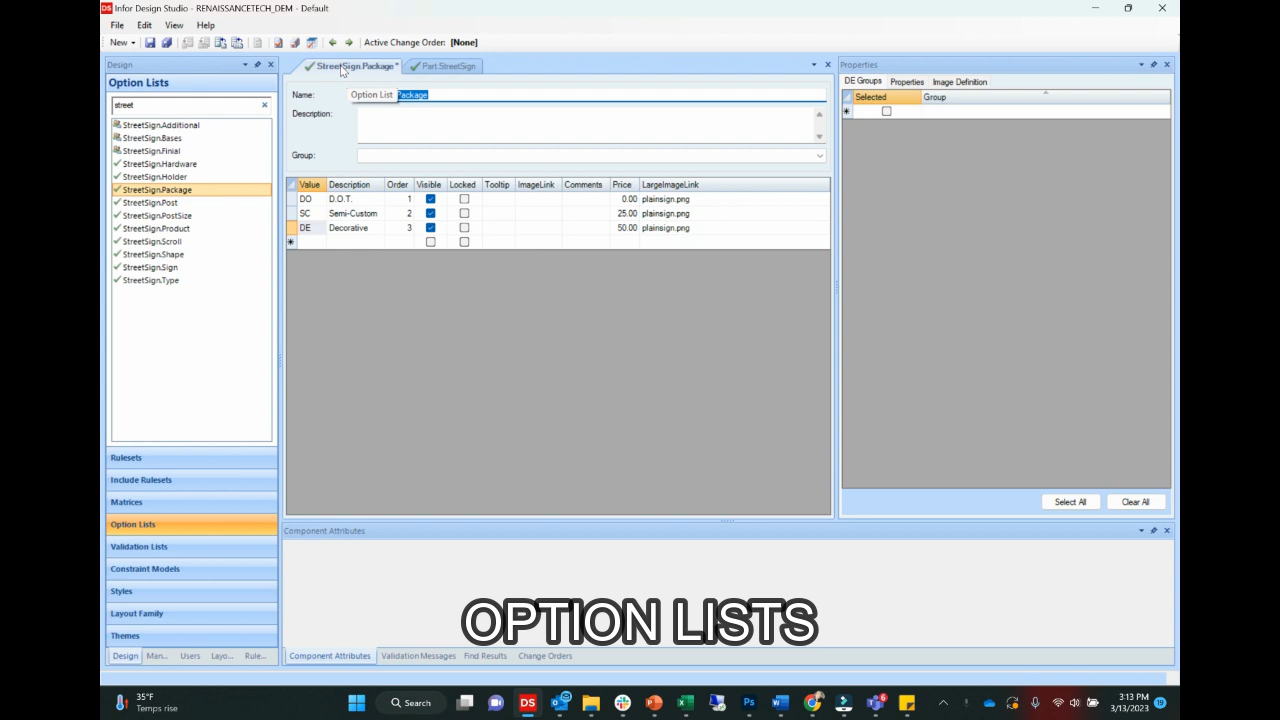 Infor Design Studio - RENAISSANCETECH_DEM - Default
File Edit View Help
New Active Change Order: [None]
Design
Option Lists
street
StreetSign.Additional
StreetSign.Bases
StreetSign.Finial
StreetSign.Hardware
StreetSign.Holder
StreetSign.Package
StreetSign.Post
StreetSign.PostSize
StreetSign.Product
StreetSign.Scroll
StreetSign.Shape
StreetSign.Sign
StreetSign.Type
Rulesets
Include Rulesets
Matrices
Option Lists
Validation Lists
Constraint Models
Styles
Layout Family
Themes
Design Man... Users Layo... Rule...
StreetSign.Package * Part.StreetSign
Name: Package
Option List
Description:
Group:
Value Description Order Visible Locked Tooltip ImageLink Comments Price LargeImageLink
DO D.O.T. 1 0.00 plainsign.png
SC Semi-Custom 2 25.00 plainsign.png
DE Decorative 3 50.00 plainsign.png
Properties
DE Groups Properties Image Definition
Selected Group
Select All Clear All
Component Attributes
OPTION LISTS
Component Attributes Validation Messages Find Results Change Orders
35°F
Temps rise
Search
3:13 PM
3/13/2023
19
6